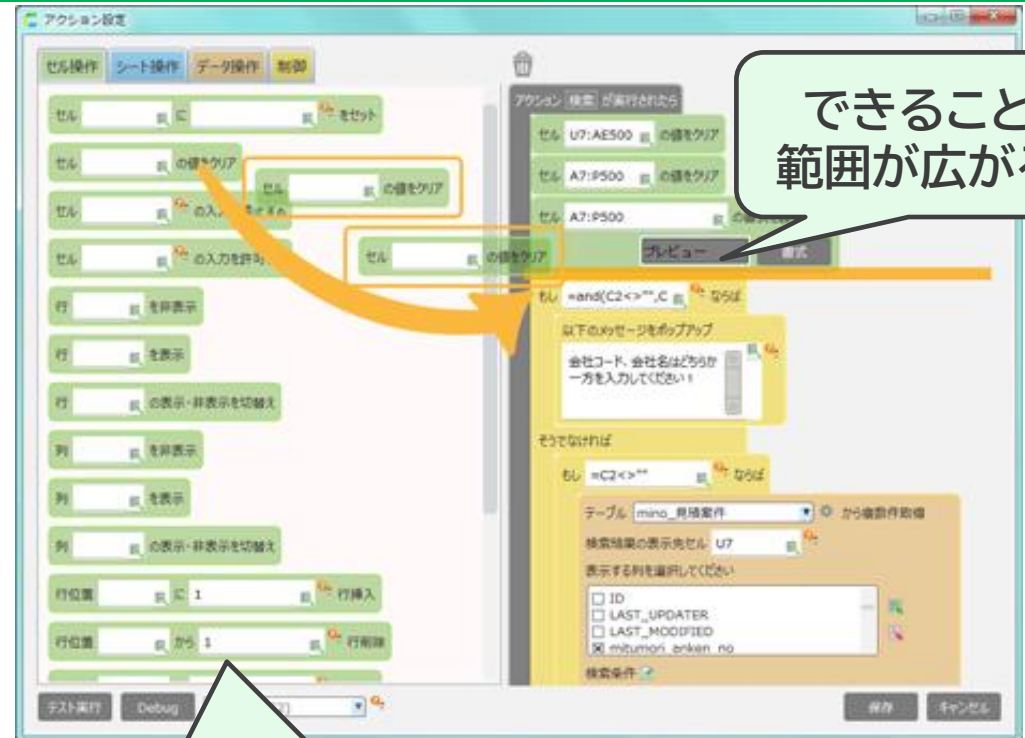 アクション設定
セル操作 シート操作 データ操作 制御
セル に をセット
セル の値をクリア
セル の値をクリア
セル の入力
セル の値をクリア
セル の入力を許可
行 を非表示
行 を表示
行 の表示・非表示を切替え
列 を非表示
列 を表示
列 の表示・非表示を切替え
行位置 に 1 行挿入
行位置 から 1 行削除
テスト実行 Debug
アクション 検索 が実行されたら
セル U7:AE500 の値をクリア
セル A7:P500 の値をクリア
セル A7:P500
プレビュー 書式
できること
範囲が広がる
もし =and(C2<>"",C ならば
以下のメッセージをポップアップ
会社コード、会社名はどちらか
一方を入力してください!
そうでなければ
もし =C2<>"" ならば
テーブル mino_見積案件 から複数件取得
検索結果の表示先セル U7
表示する列を選択してください
ID
LAST_UPDATER
LAST_MODIFIED
mitumori_anken_no
検索条件
保存 キャンセル